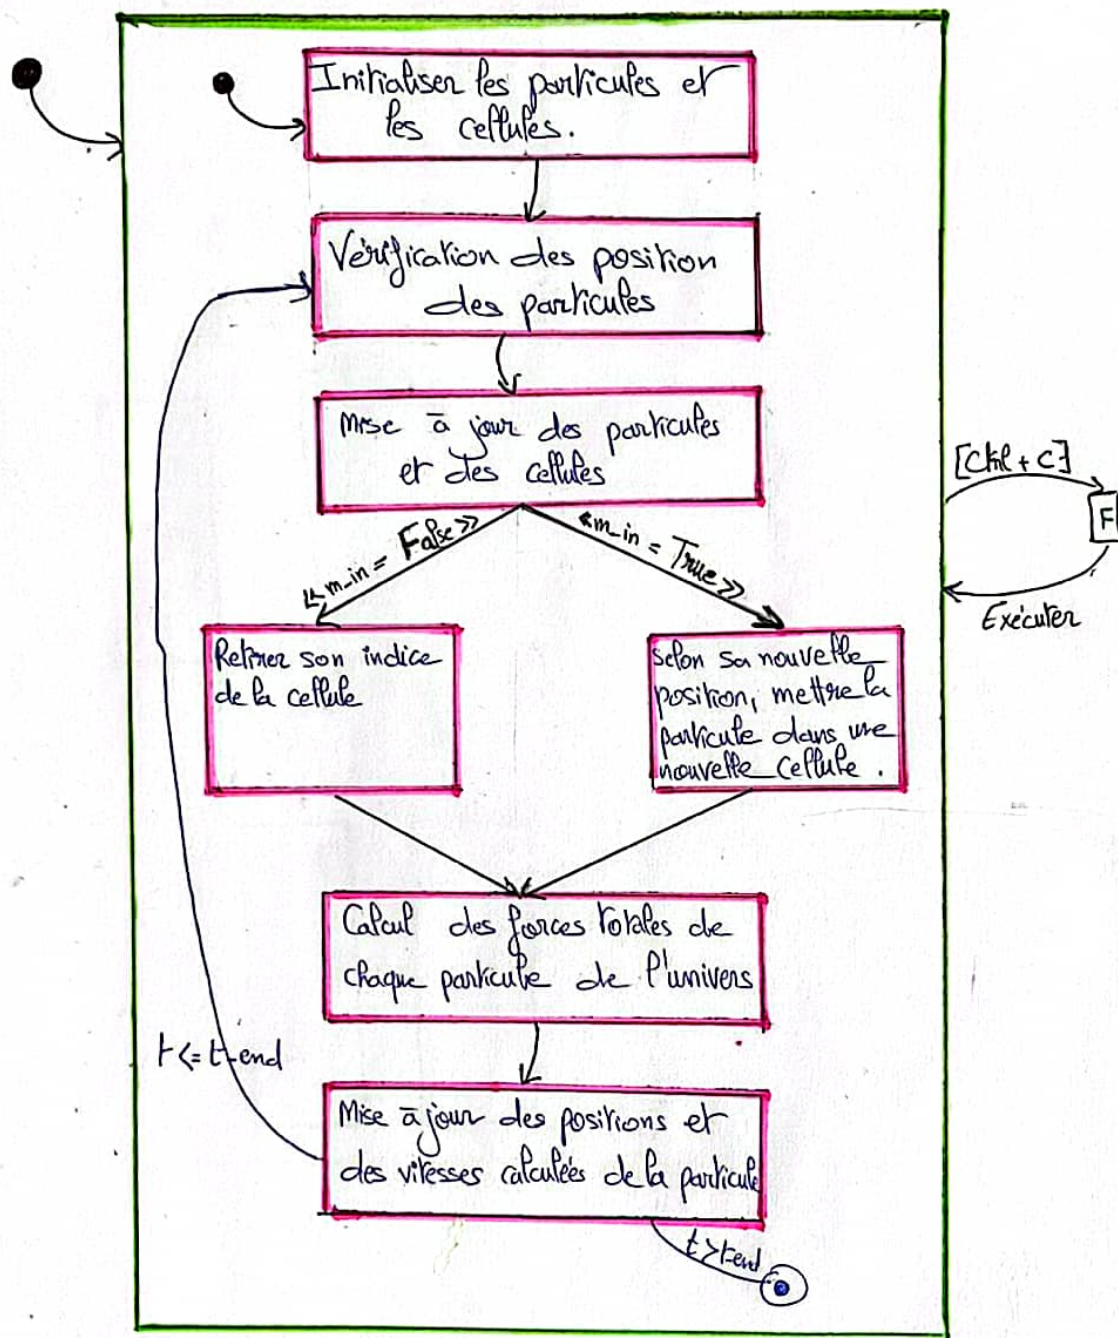 Initialiser les particules et
les cellules.
Vérification des position
des particules
Mise à jour des particules
et des cellules
[Ctrl + C]
F
Exécuter
<<m_in = False>>
<<m_in = True>>
Retirer son indice
de la cellule
Selon sa nouvelle
position, mettre la
particule dans une
nouvelle cellule.
Calcul des forces totales de
chaque particule de l'univers
t <= t-end
Mise à jour des positions et
des vitesses calculées de la particule
t > t-end